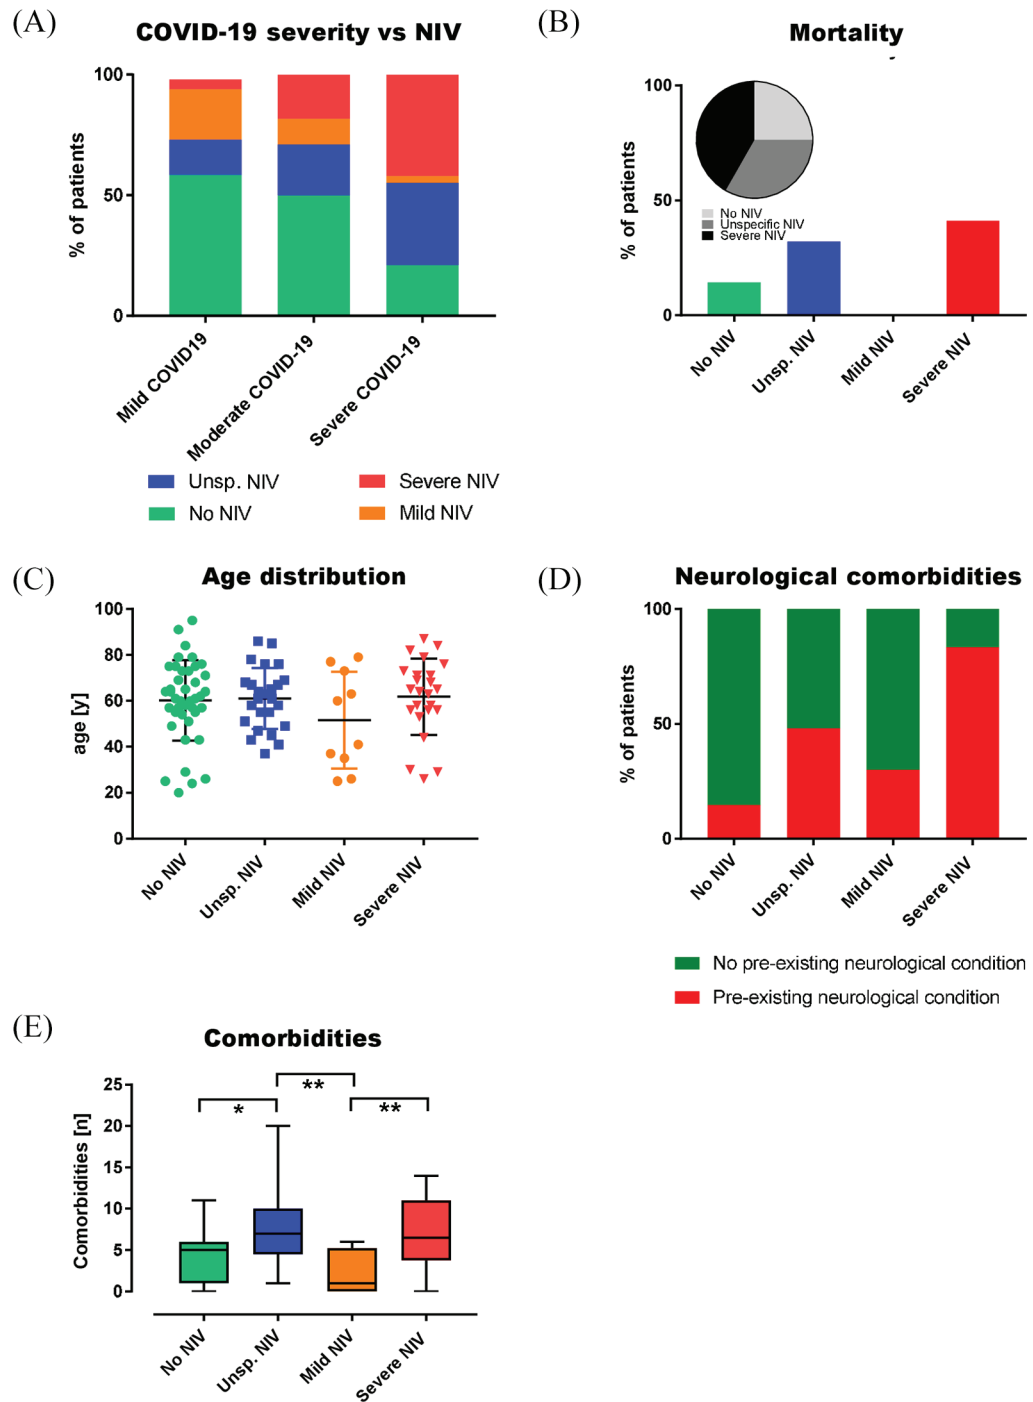 (A)
COVID-19 severity vs NIV
% of patients
100
50
0
Mild COVID19
Moderate COVID-19
Severe COVID-19
Unsp. NIV
Severe NIV
No NIV
Mild NIV
(B)
Mortality
% of patients
100
50
0
No NIV
Unspecific NIV
Severe NIV
No NIV
Unsp. NIV
Mild NIV
Severe NIV
(C)
Age distribution
age [y]
100
80
60
40
20
0
No NIV
Unsp. NIV
Mild NIV
Severe NIV
(D)
Neurological comorbidities
% of patients
100
50
0
No NIV
Unsp. NIV
Mild NIV
Severe NIV
No pre-existing neurological condition
Pre-existing neurological condition
(E)
Comorbidities
Comorbidities [n]
25
20
15
10
5
0
*
**
**
No NIV
Unsp. NIV
Mild NIV
Severe NIV